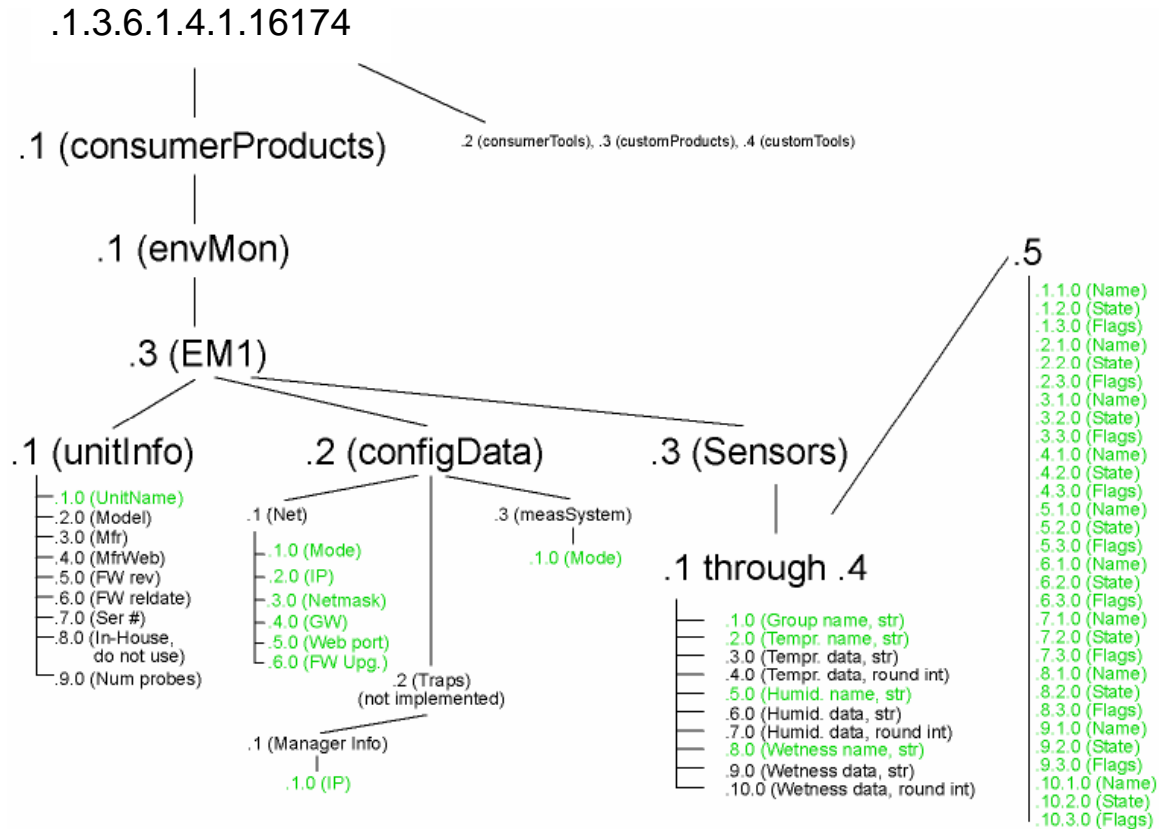 .1.3.6.1.4.1.16174
.1 (consumerProducts)
.2 (consumerTools), .3 (customProducts), .4 (customTools)
.1 (envMon)
.3 (EM1)
.1 (unitInfo)
.1.0 (UnitName)
.2.0 (Model)
.3.0 (Mfr)
.4.0 (MfrWeb)
.5.0 (FW rev)
.6.0 (FW reldate)
.7.0 (Ser #)
.8.0 (In-House,
do not use)
.9.0 (Num probes)
.2 (configData)
.1 (Net)
.1.0 (Mode)
.2.0 (IP)
.3.0 (Netmask)
.4.0 (GW)
.5.0 (Web port)
.6.0 (FW Upg.)
.2 (Traps)
(not implemented)
.1 (Manager Info)
.1.0 (IP)
.3 (measSystem)
.1.0 (Mode)
.3 (Sensors)
.1 through .4
.1.0 (Group name, str)
.2.0 (Tempr. name, str)
.3.0 (Tempr. data, str)
.4.0 (Tempr. data, round int)
.5.0 (Humid. name, str)
.6.0 (Humid. data, str)
.7.0 (Humid. data, round int)
.8.0 (Wetness name, str)
.9.0 (Wetness data, str)
.10.0 (Wetness data, round int)
.5
.1.1.0 (Name)
.1.2.0 (State)
.1.3.0 (Flags)
.2.1.0 (Name)
.2.2.0 (State)
.2.3.0 (Flags)
.3.1.0 (Name)
.3.2.0 (State)
.3.3.0 (Flags)
.4.1.0 (Name)
.4.2.0 (State)
.4.3.0 (Flags)
.5.1.0 (Name)
.5.2.0 (State)
.5.3.0 (Flags)
.6.1.0 (Name)
.6.2.0 (State)
.6.3.0 (Flags)
.7.1.0 (Name)
.7.2.0 (State)
.7.3.0 (Flags)
.8.1.0 (Name)
.8.2.0 (State)
.8.3.0 (Flags)
.9.1.0 (Name)
.9.2.0 (State)
.9.3.0 (Flags)
.10.1.0 (Name)
.10.2.0 (State)
.10.3.0 (Flags)